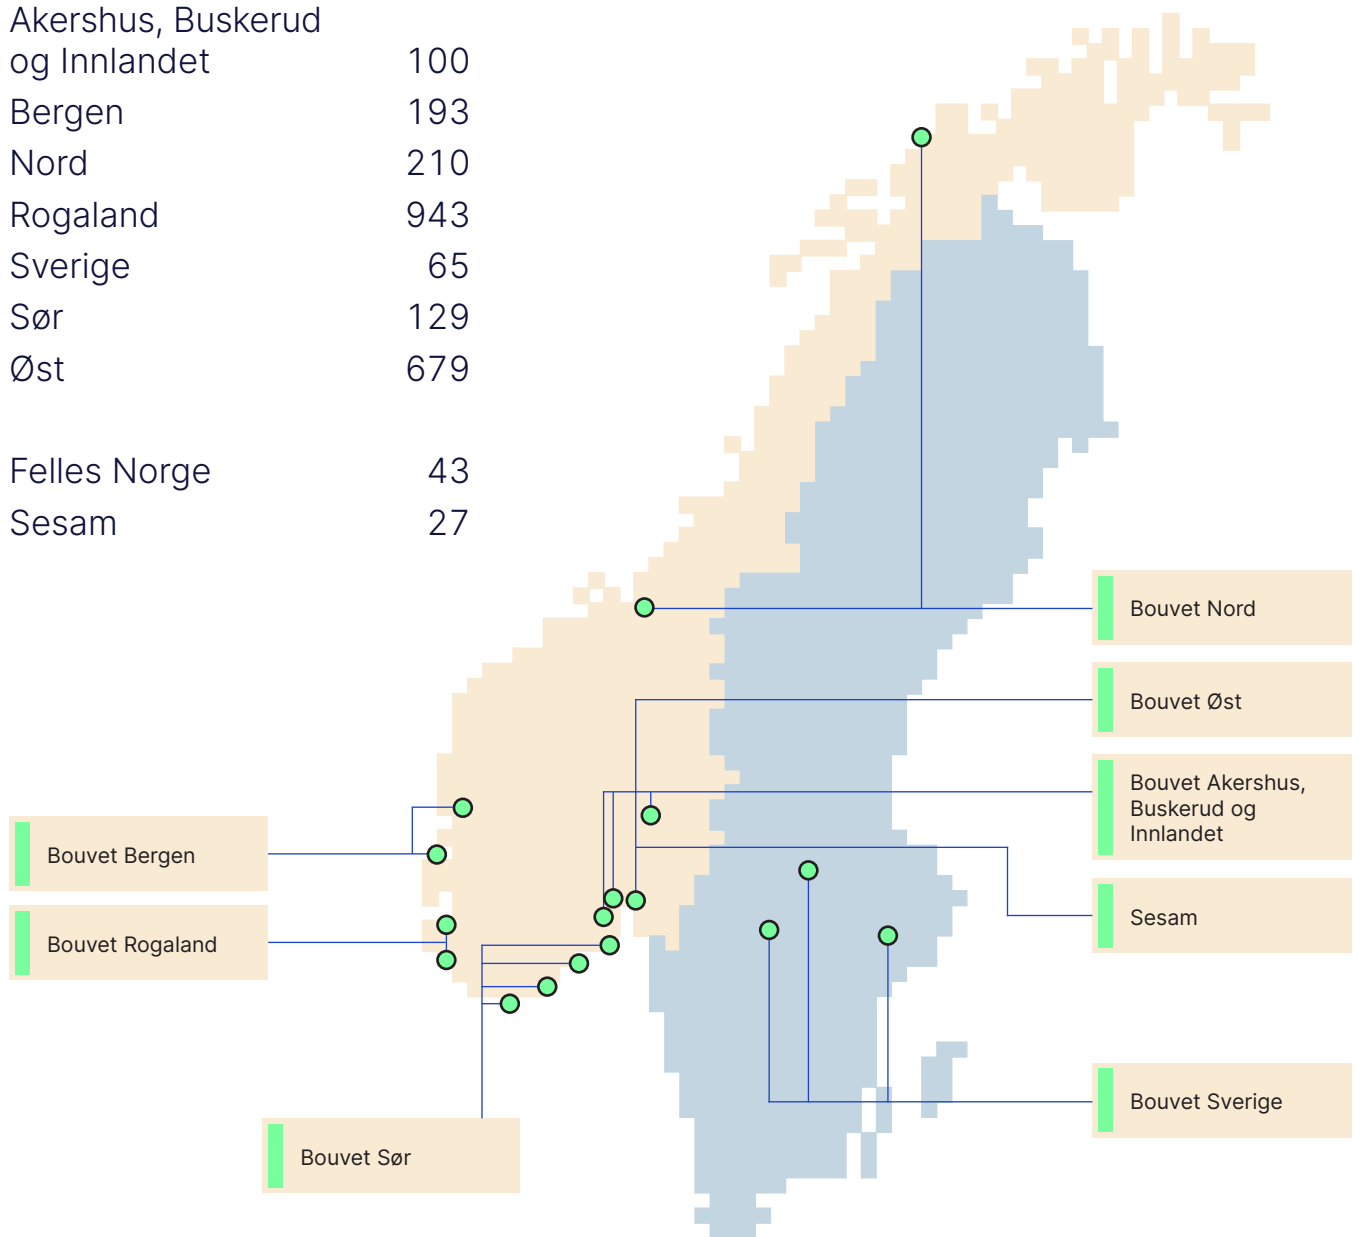 Akershus, Buskerud
og Innlandet 100
Bergen 193
Nord 210
Rogaland 943
Sverige 65
Sør 129
Øst 679
Felles Norge 43
Sesam 27
Bouvet Nord
Bouvet Øst
Bouvet Akershus,
Buskerud og
Innlandet
Bouvet Bergen
Sesam
Bouvet Rogaland
Bouvet Sverige
Bouvet Sør